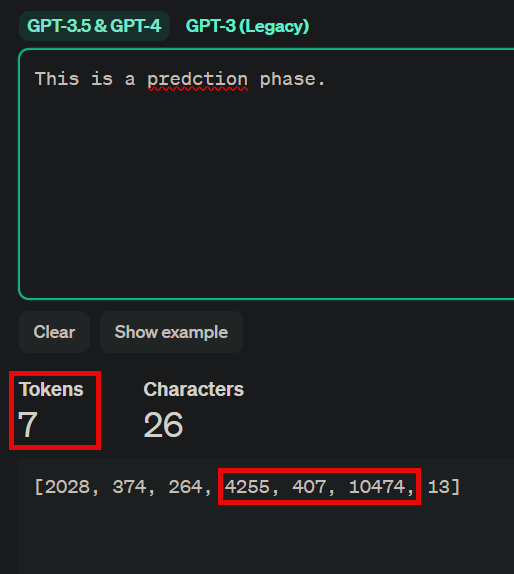 GPT-3.5 & GPT-4 GPT-3 (Legacy)
This is a predction phase.
Clear Show example
Tokens Characters
7 26
[2028, 374, 264, 4255, 407, 10474, 13]